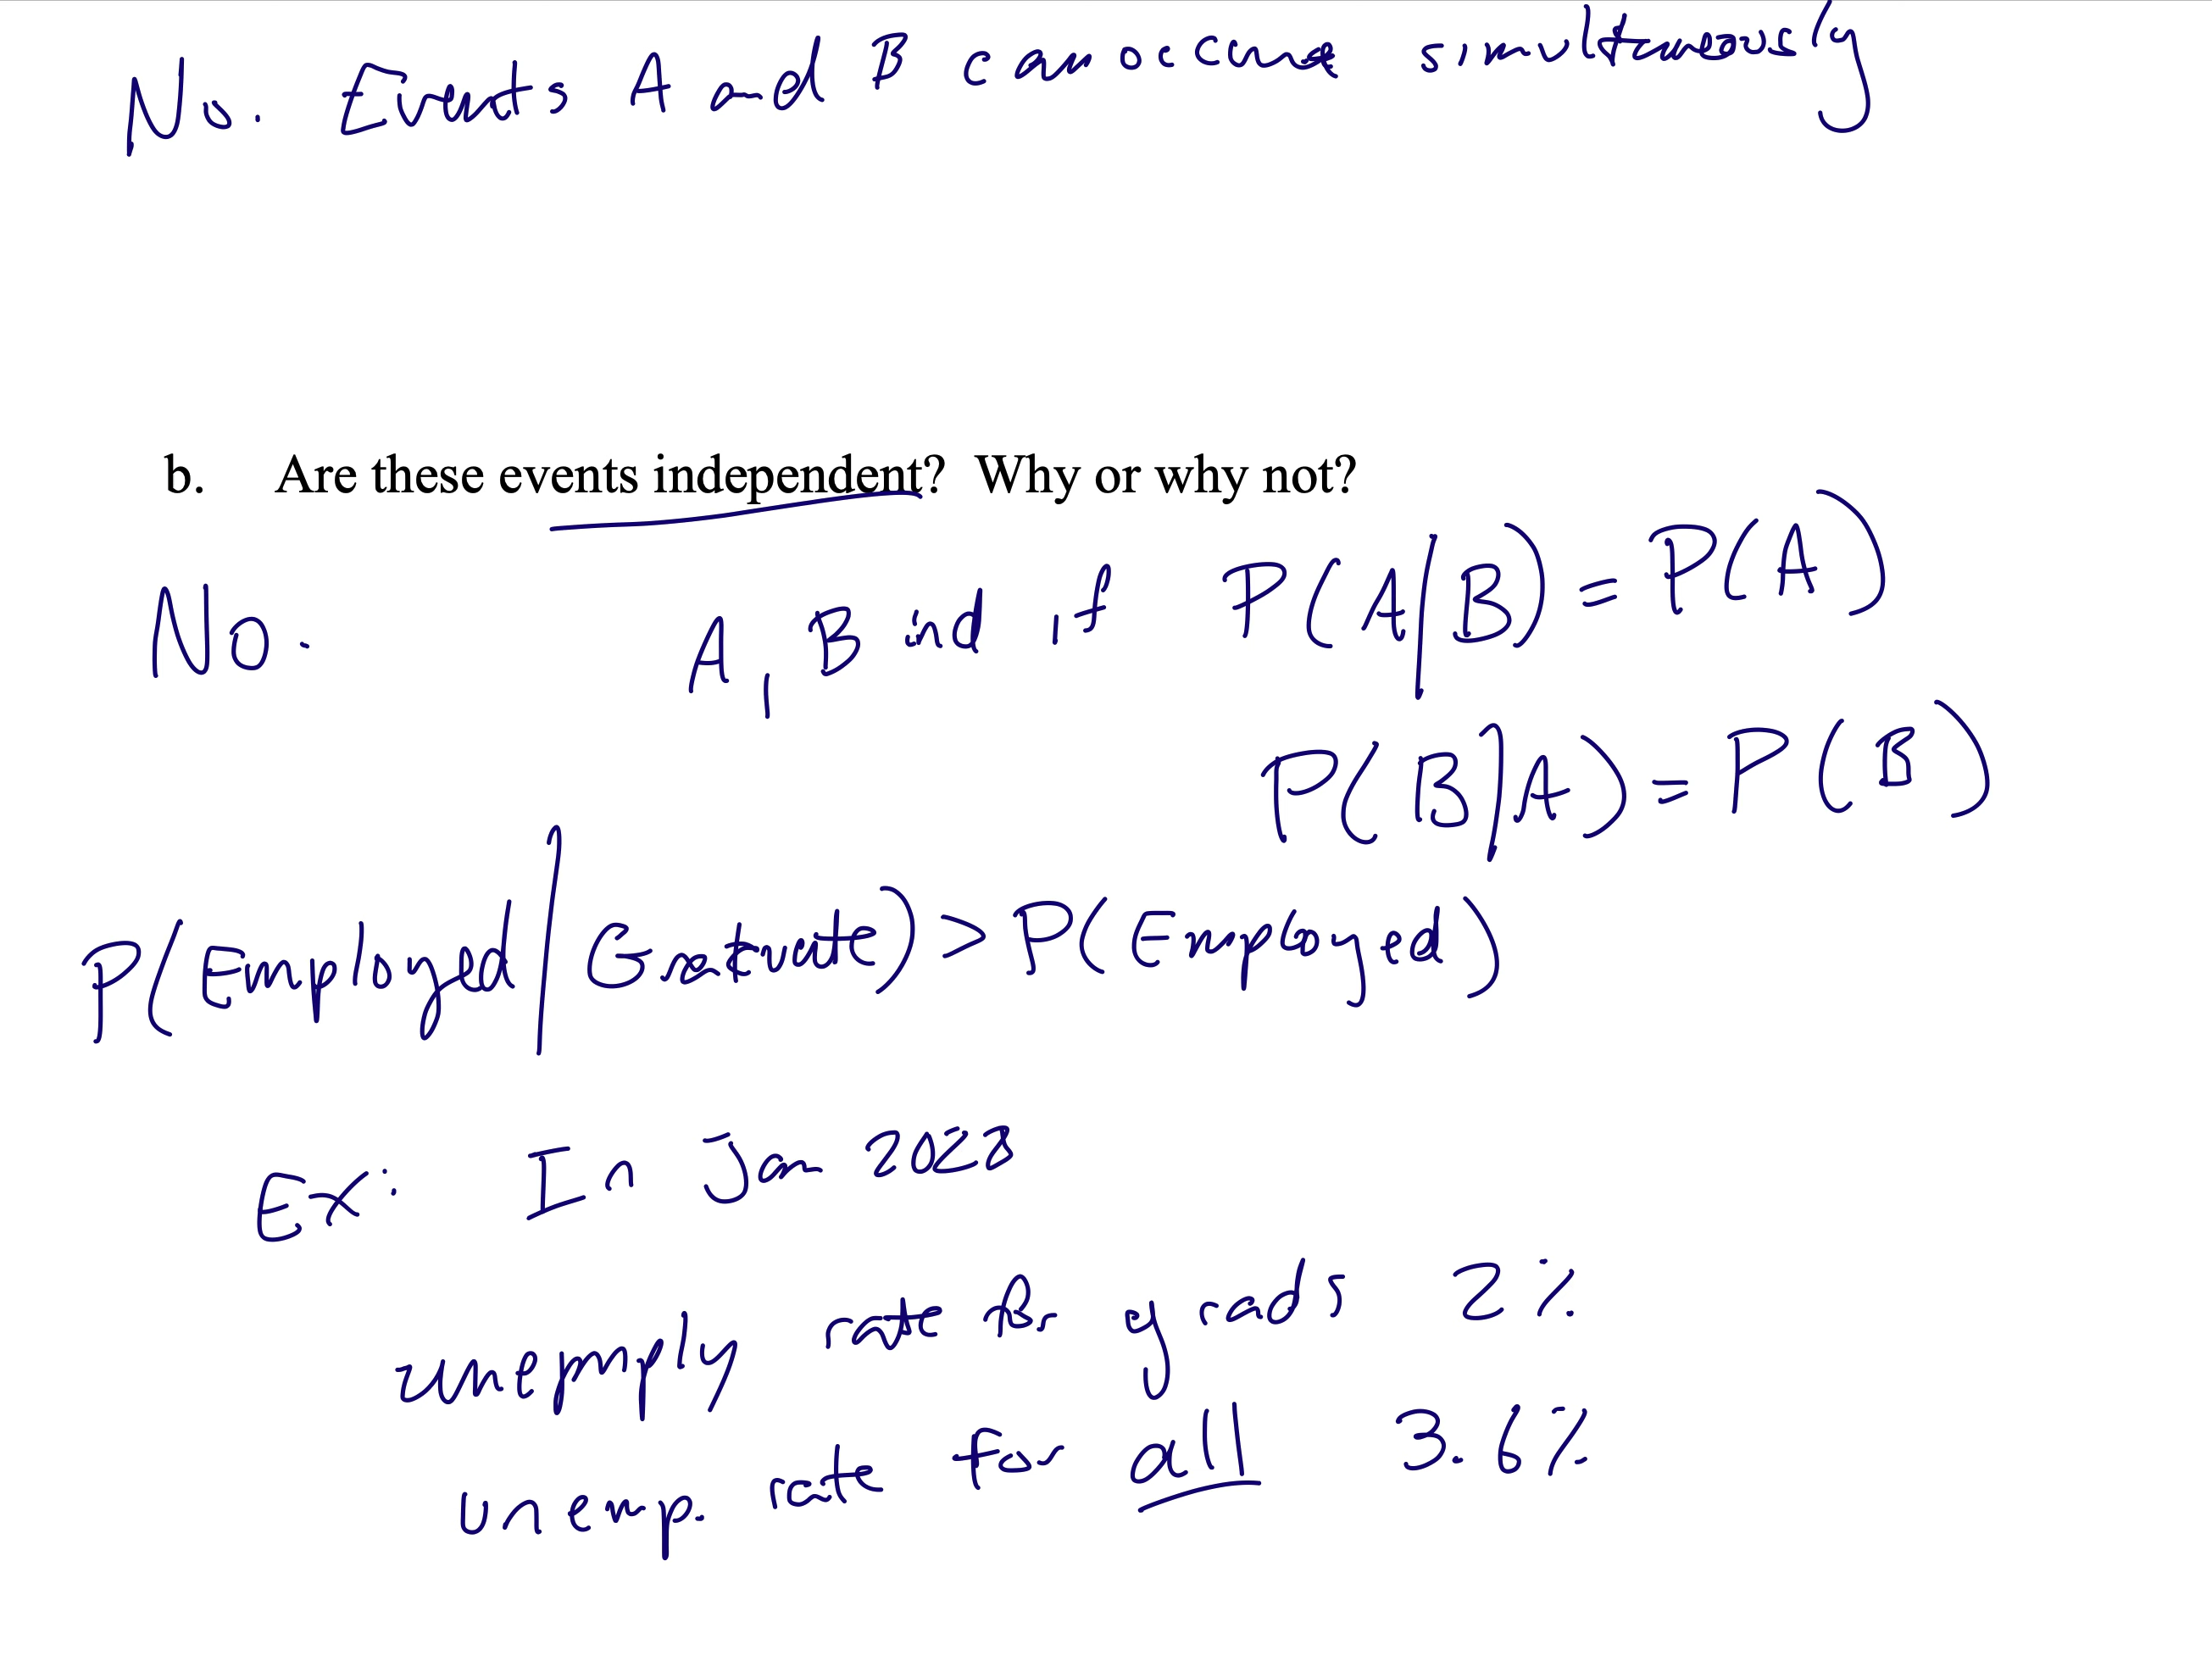 No. Events A and B can occur simultaneously
b. Are these events independent? Why or why not?
No. A, B ind if P(A|B) = P(A)
P(B|A) = P(B)
P(Employed | Graduate) > P(Employed)
Ex: In Jan 2023
unemply rate for grads 2%
unemp. rate for all 3.6%